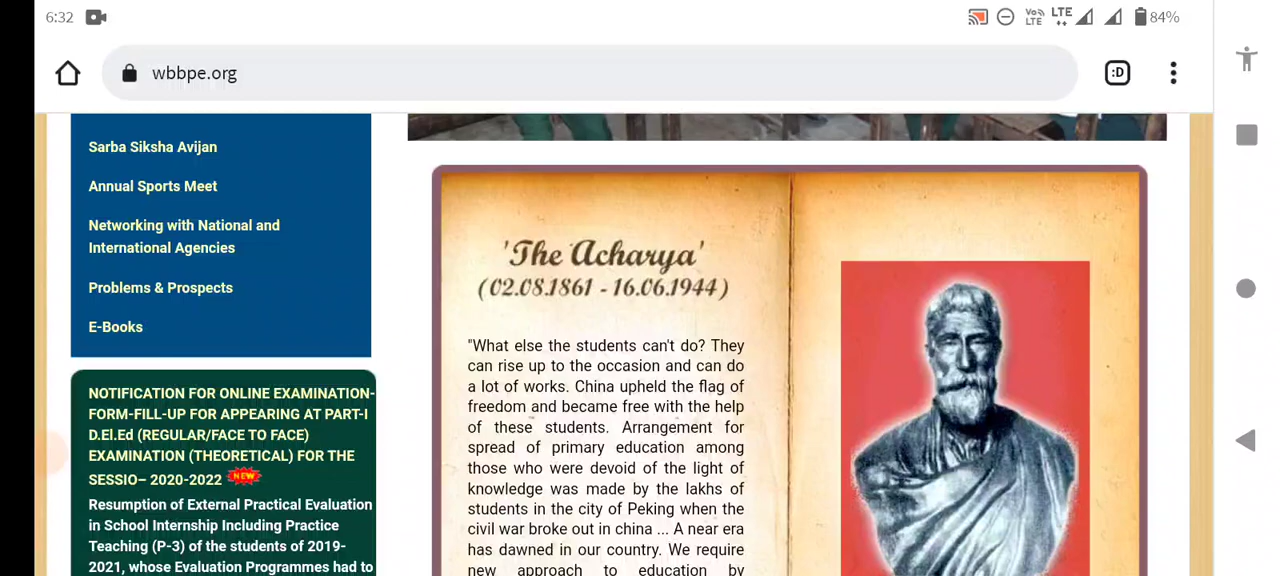 6:32
Vo)) LTE
LTE
84%
wbbpe.org
:D
Sarba Siksha Avijan
Annual Sports Meet
Networking with National and
International Agencies
Problems & Prospects
E-Books
NOTIFICATION FOR ONLINE EXAMINATION-
FORM-FILL-UP FOR APPEARING AT PART-I
D.El.Ed (REGULAR/FACE TO FACE)
EXAMINATION (THEORETICAL) FOR THE
SESSIO– 2020-2022 NEW
Resumption of External Practical Evaluation
in School Internship Including Practice
Teaching (P-3) of the students of 2019-
2021, whose Evaluation Programmes had to
'The Acharya'
(02.08.1861 - 16.06.1944)
"What else the students can't do? They
can rise up to the occasion and can do
a lot of works. China upheld the flag of
freedom and became free with the help
of these students. Arrangement for
spread of primary education among
those who were devoid of the light of
knowledge was made by the lakhs of
students in the city of Peking when the
civil war broke out in china ... A near era
has dawned in our country. We require
new approach to education by